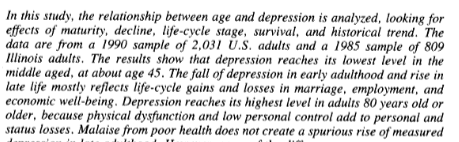 In this study, the relationship between age and depression is analyzed, looking for
effects of maturity, decline, life-cycle stage, survival, and historical trend. The
data are from a 1990 sample of 2,031 U.S. adults and a 1985 sample of 809
Illinois adults. The results show that depression reaches its lowest level in the
middle aged, at about age 45. The fall of depression in early adulthood and rise in
late life mostly reflects life-cycle gains and losses in marriage, employment, and
economic well-being. Depression reaches its highest level in adults 80 years old or
older, because physical dysfunction and low personal control add to personal and
status losses. Malaise from poor health does not create a spurious rise of measured